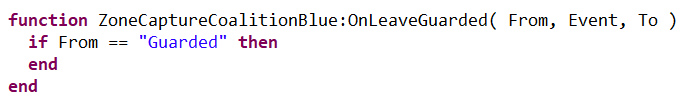 function ZoneCaptureCoalitionBlue:OnLeaveGuarded( From, Event, To )
  if From == "Guarded" then
  end
end